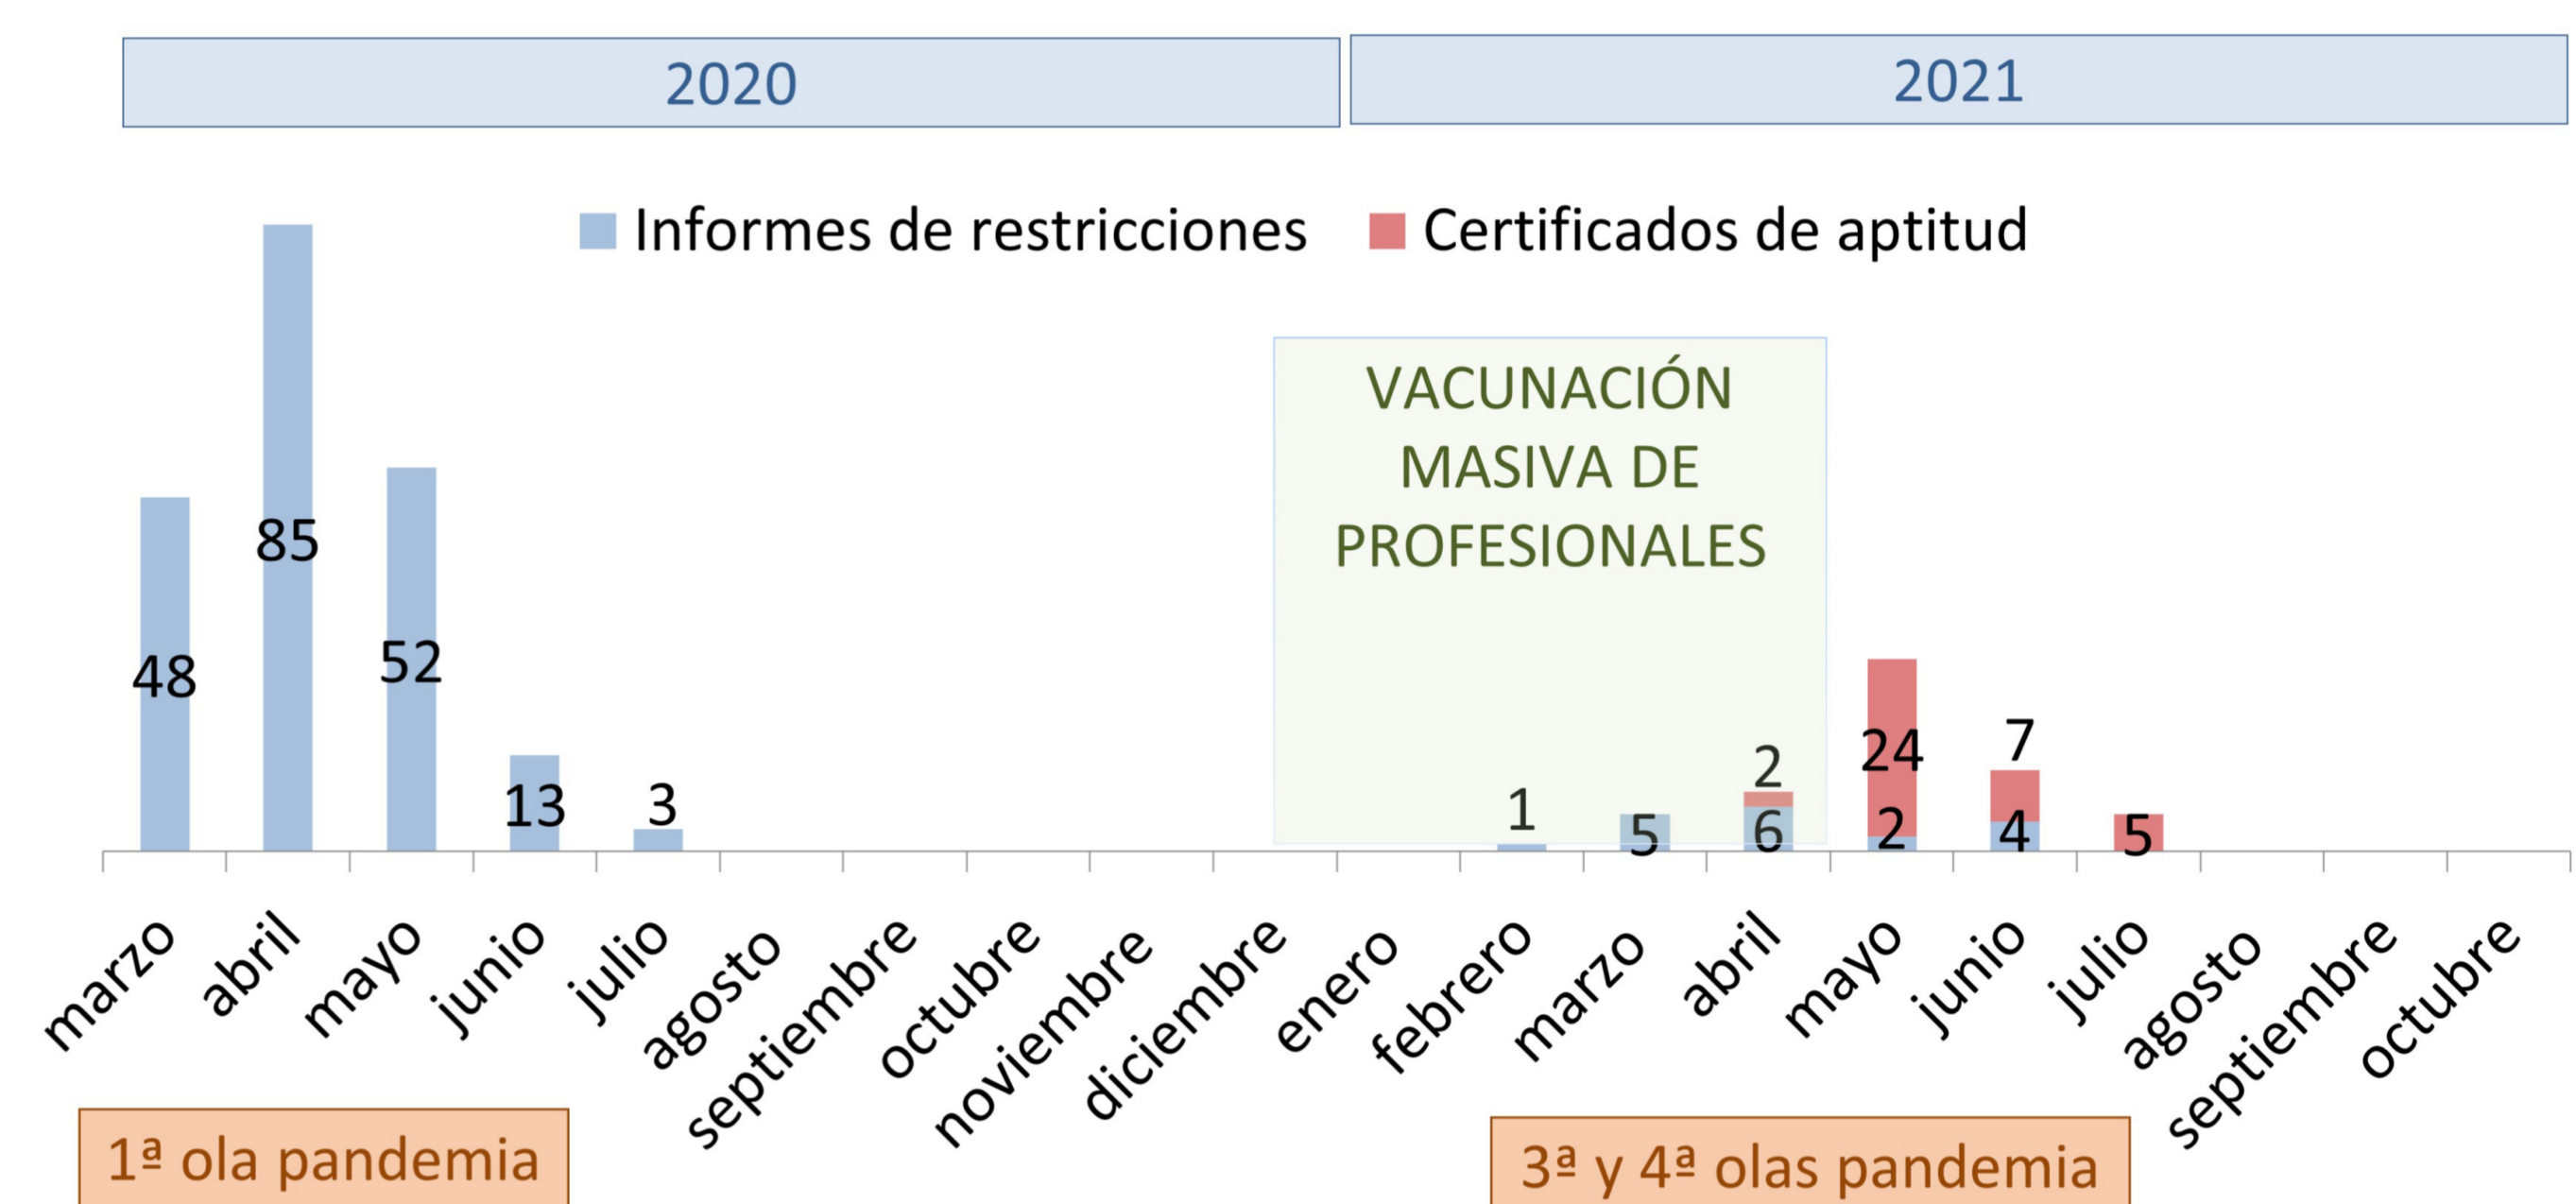 2020
2021
Informes de restricciones
Certificados de aptitud
VACUNACIÓN
MASIVA DE
PROFESIONALES
48
85
52
13
3
1
5
2
6
24
2
7
4
5
marzo
abril
mayo
junio
julio
agosto
septiembre
octubre
noviembre
diciembre
enero
febrero
marzo
abril
mayo
junio
julio
agosto
septiembre
octubre
1ª ola pandemia
3ª y 4ª olas pandemia